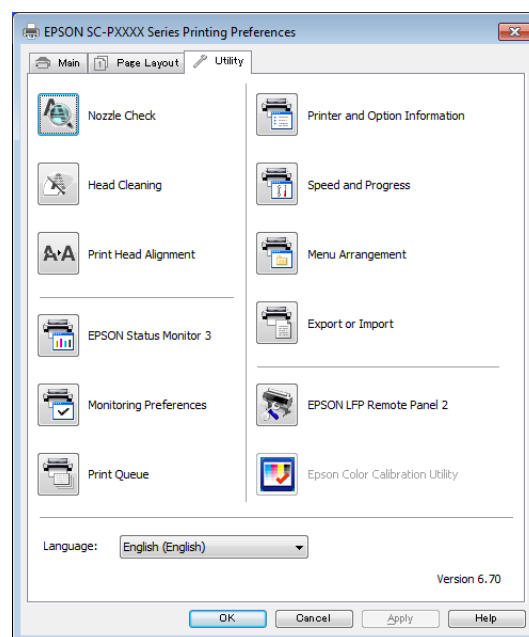 EPSON SC-PXXXX Series Printing Preferences
Main
1
Page Layout
Utility
Nozzle Check
Head Cleaning
A A Print Head Alignment
EPSON Status Monitor 3
Monitoring Preferences
Print Queue
Printer and Option Information
Speed and Progress
Menu Arrangement
Export or Import
EPSON LFP Remote Panel 2
Epson Color Calibration Utility
Language: English (English)
Version 6.70
OK Cancel Apply Help